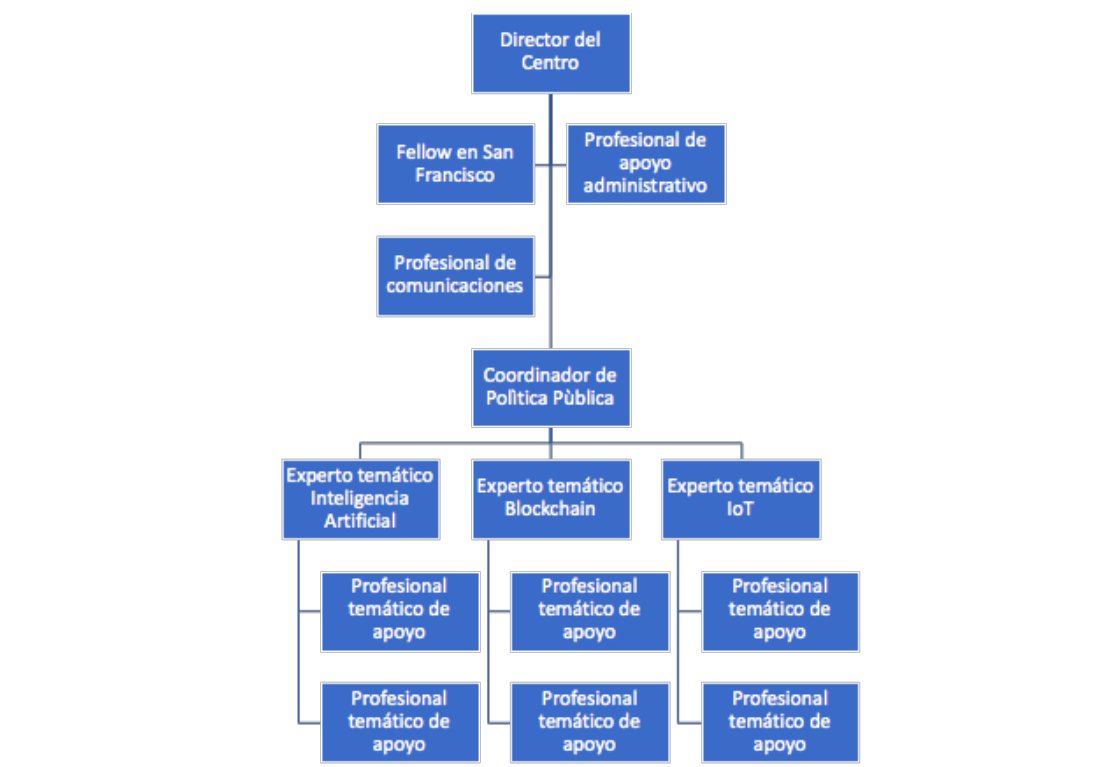 Director del
Centro
Fellow en San
Francisco
Profesional de
apoyo
administrativo
Profesional de
comunicaciones
Coordinador de
Polìtica Pùblica
Experto temático
Inteligencia
Artificial
Experto temático
Blockchain
Experto temático
IoT
Profesional
temático de
apoyo
Profesional
temático de
apoyo
Profesional
temático de
apoyo
Profesional
temático de
apoyo
Profesional
temático de
apoyo
Profesional
temático de
apoyo